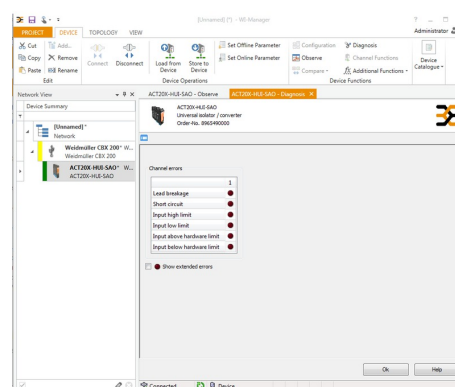 [Unnamed] (*) - WI-Manager
PROJECT DEVICE TOPOLOGY VIEW Administrator
Cut Add... Set Offline Parameter Configuration Diagnosis
Copy Remove Connect Disconnect Load from Device Store to Device Set Online Parameter Observe Channel Functions Device Catalogue
Paste Rename Compare Additional Functions
Edit Device Operations Device Functions
Network View ACT20X-HUI-SAO - Observe ACT20X-HUI-SAO - Diagnosis
Device Summary
ACT20X-HUI-SAO
Universal isolator / converter
Order-No. 8965490000
[Unnamed]*
Network
Weidmüller CBX 200* W...
Weidmüller CBX 200
ACT20X-HUI-SAO* W...
ACT20X-HUI-SAO
Channel errors
1
Lead breakage
Short circuit
Input high limit
Input low limit
Input above hardware limit
Input below hardware limit
Show extended errors
Ok Help
Connected Device